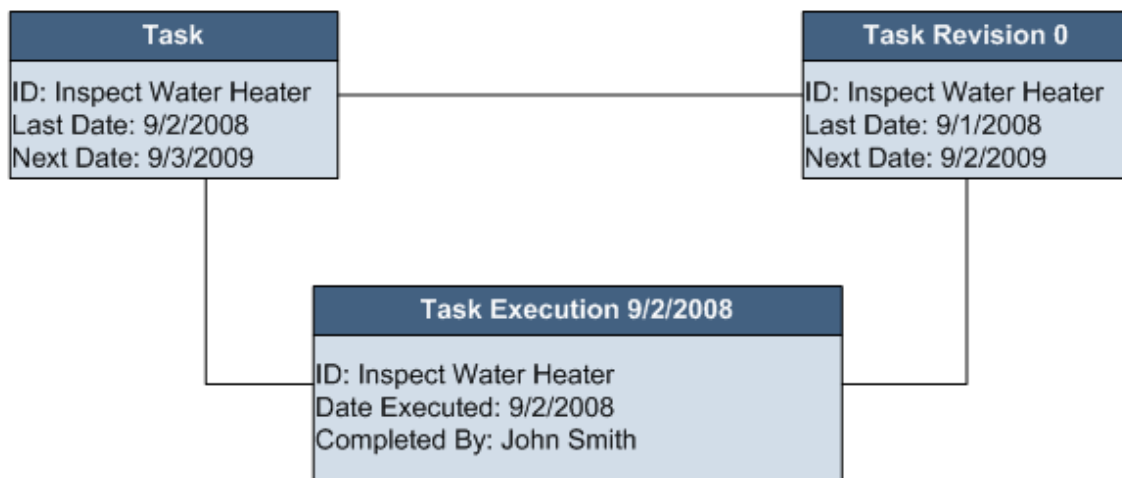 Task
ID: Inspect Water Heater
Last Date: 9/2/2008
Next Date: 9/3/2009
Task Revision 0
ID: Inspect Water Heater
Last Date: 9/1/2008
Next Date: 9/2/2009
Task Execution 9/2/2008
ID: Inspect Water Heater
Date Executed: 9/2/2008
Completed By: John Smith